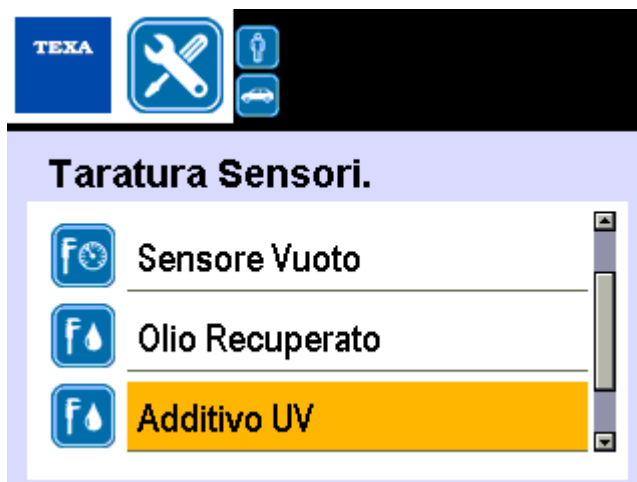 TEXA
Taratura Sensori.
Sensore Vuoto
Olio Recuperato
Additivo UV